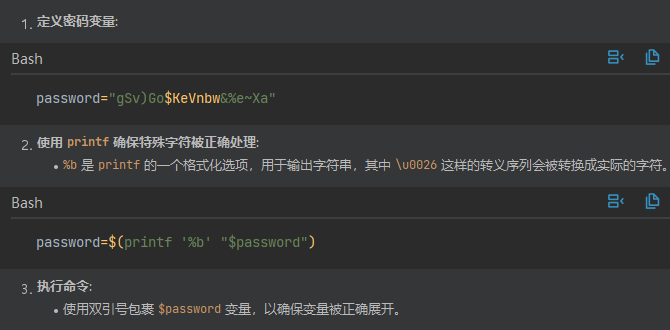 1. 定义密码变量:
Bash
password="gSv)Go$KeVnbw&%e~Xa"
2. 使用 printf 确保特殊字符被正确处理:
• %b 是 printf 的一个格式化选项，用于输出字符串，其中 \u0026 这样的转义序列会被转换成实际的字符。
Bash
password=$(printf '%b' "$password")
3. 执行命令:
• 使用双引号包裹 $password 变量，以确保变量被正确展开。